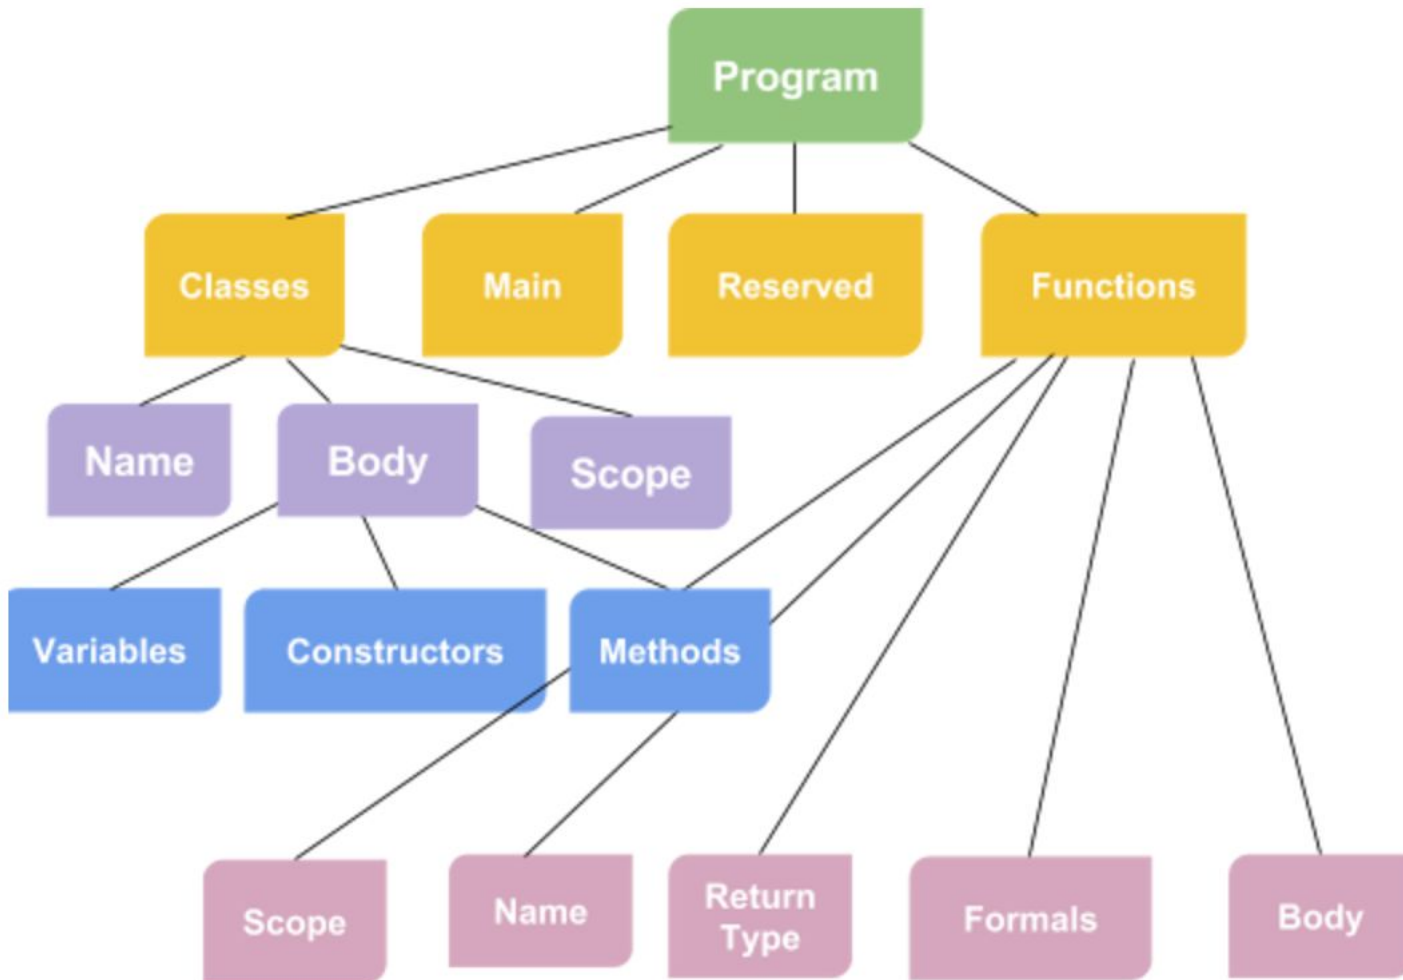 Program
Classes
Main
Reserved
Functions
Name
Body
Scope
Variables
Constructors
Methods
Scope
Name
Return
Type
Formals
Body